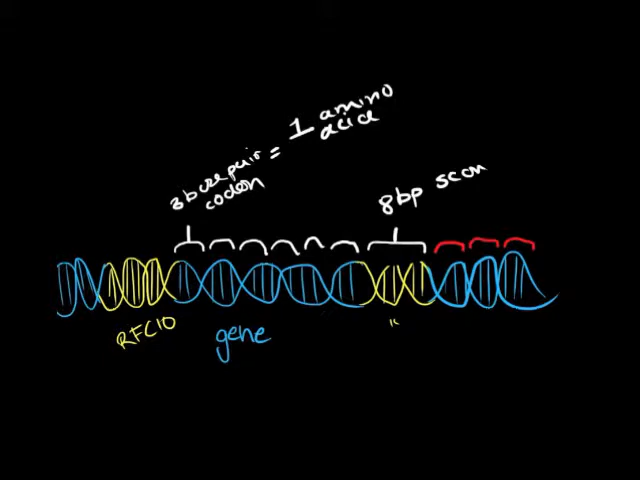 1 amino
acid
3 base pair =
codon
8bp scar
RFC10
gene
"